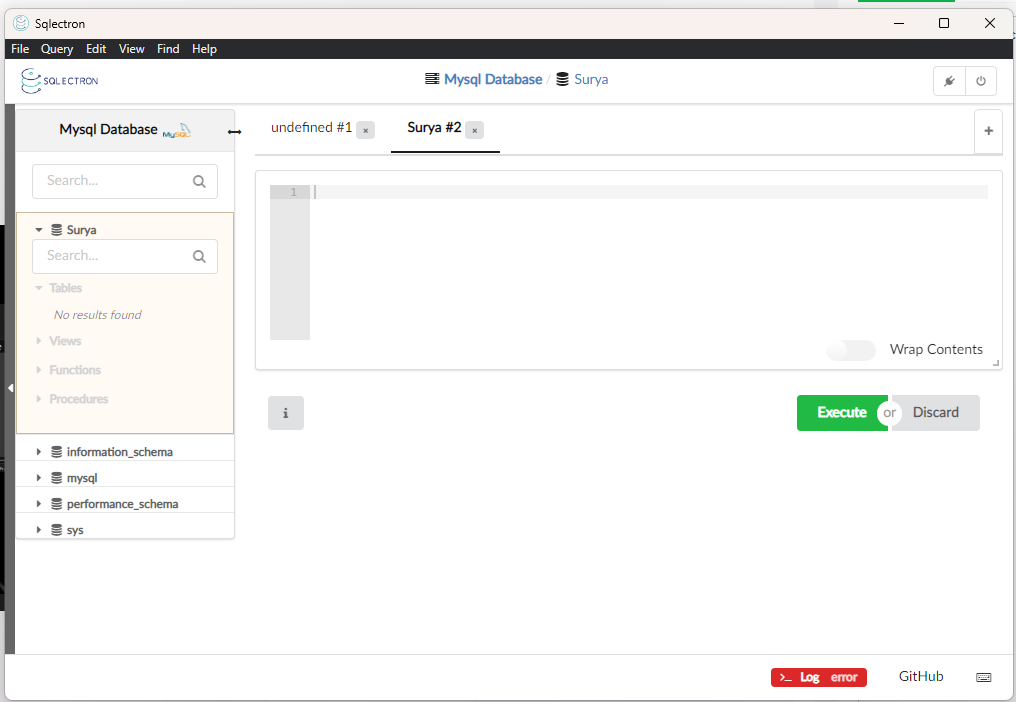 Sqlectron
File Query Edit View Find Help
SQLECTRON
Mysql Database / Surya
Mysql Database MySQL
undefined #1 ×
Surya #2 ×
+
Search...
1
Surya
Search...
Tables
No results found
Views
Functions
Procedures
Wrap Contents
i
Execute or Discard
information_schema
mysql
performance_schema
sys
>_ Log error
GitHub